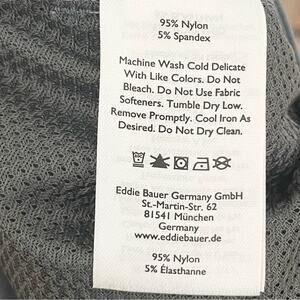 95% Nylon
5% Spandex
Machine Wash Cold Delicate
With Like Colors. Do Not
Bleach. Do Not Use Fabric
Softeners. Tumble Dry Low.
Remove Promptly. Cool Iron As
Desired. Do Not Dry Clean.
Eddie Bauer Germany GmbH
St.-Martin-Str. 62
81541 München
Germany
www.eddiebauer.de
95% Nylon
5% Élasthanne